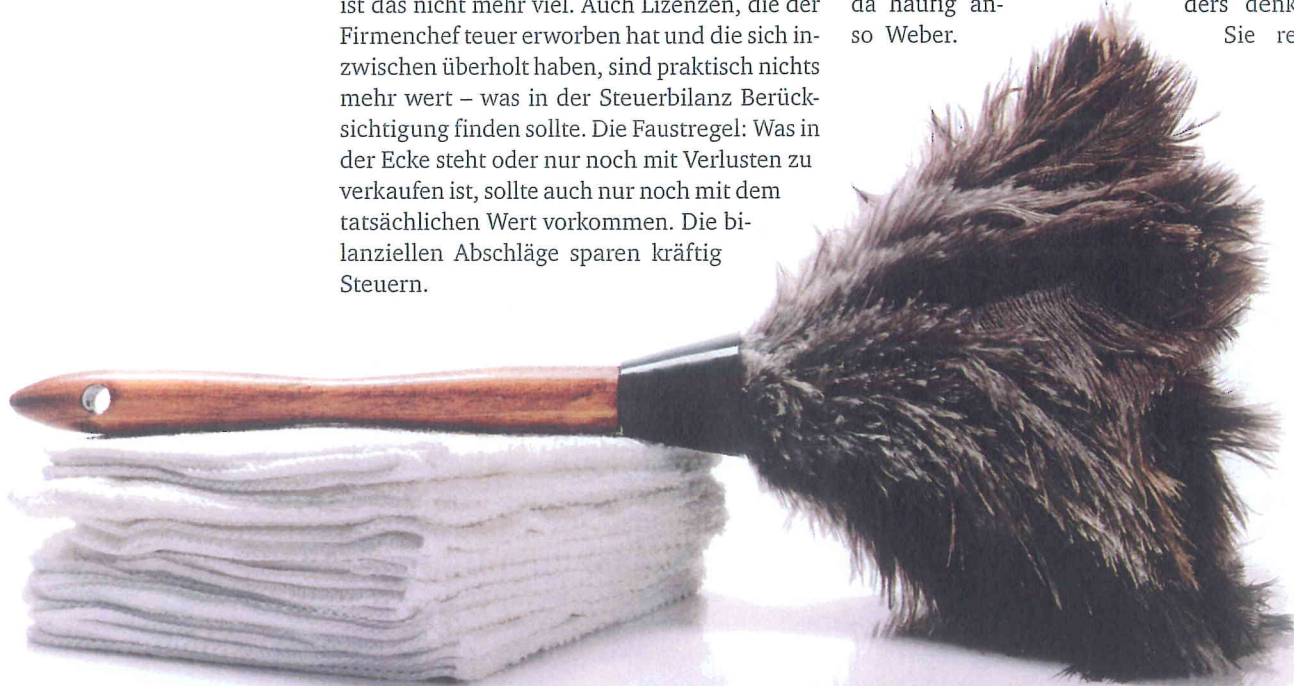 ist das nicht mehr viel. Auch Lizenzen, die der
Firmenchef teuer erworben hat und die sich in-
zwischen überholt haben, sind praktisch nichts
mehr wert – was in der Steuerbilanz Berück-
sichtigung finden sollte. Die Faustregel: Was in
der Ecke steht oder nur noch mit Verlusten zu
verkaufen ist, sollte auch nur noch mit dem
tatsächlichen Wert vorkommen. Die bi-
lanziellen Abschläge sparen kräftig
Steuern.
da häufig an-
so Weber.
ders denk
Sie re